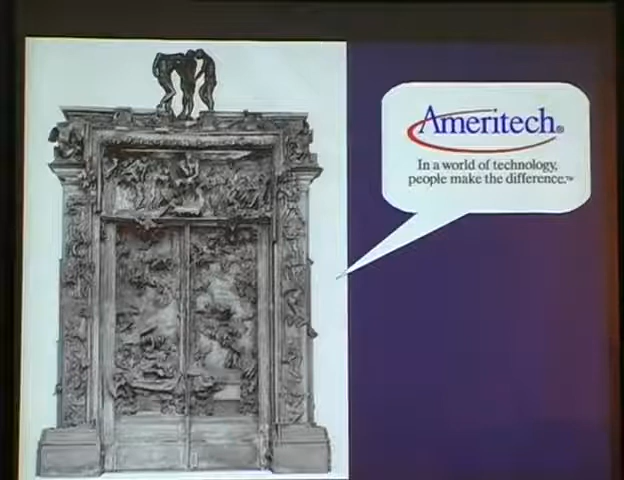 Ameritech®
In a world of technology,
people make the difference.™